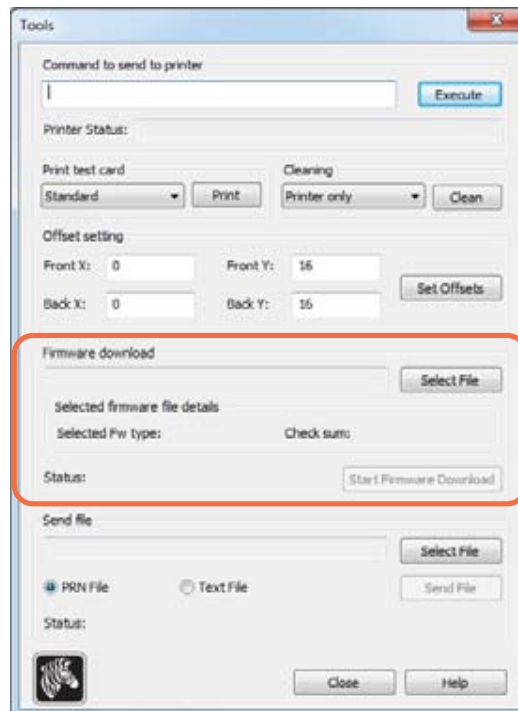 Tools
Command to send to printer
Execute
Printer Status:
Print test card
Cleaning
Standard
Print
Printer only
Clean
Offset setting
Front X: 0
Front Y: 16
Set Offsets
Back X: 0
Back Y: 16
Firmware download
Select File
Selected firmware file details
Selected Fw type:
Check sum:
Status:
Start Firmware Download
Send file
Select File
PRN File
Text File
Send File
Status:
Close
Help